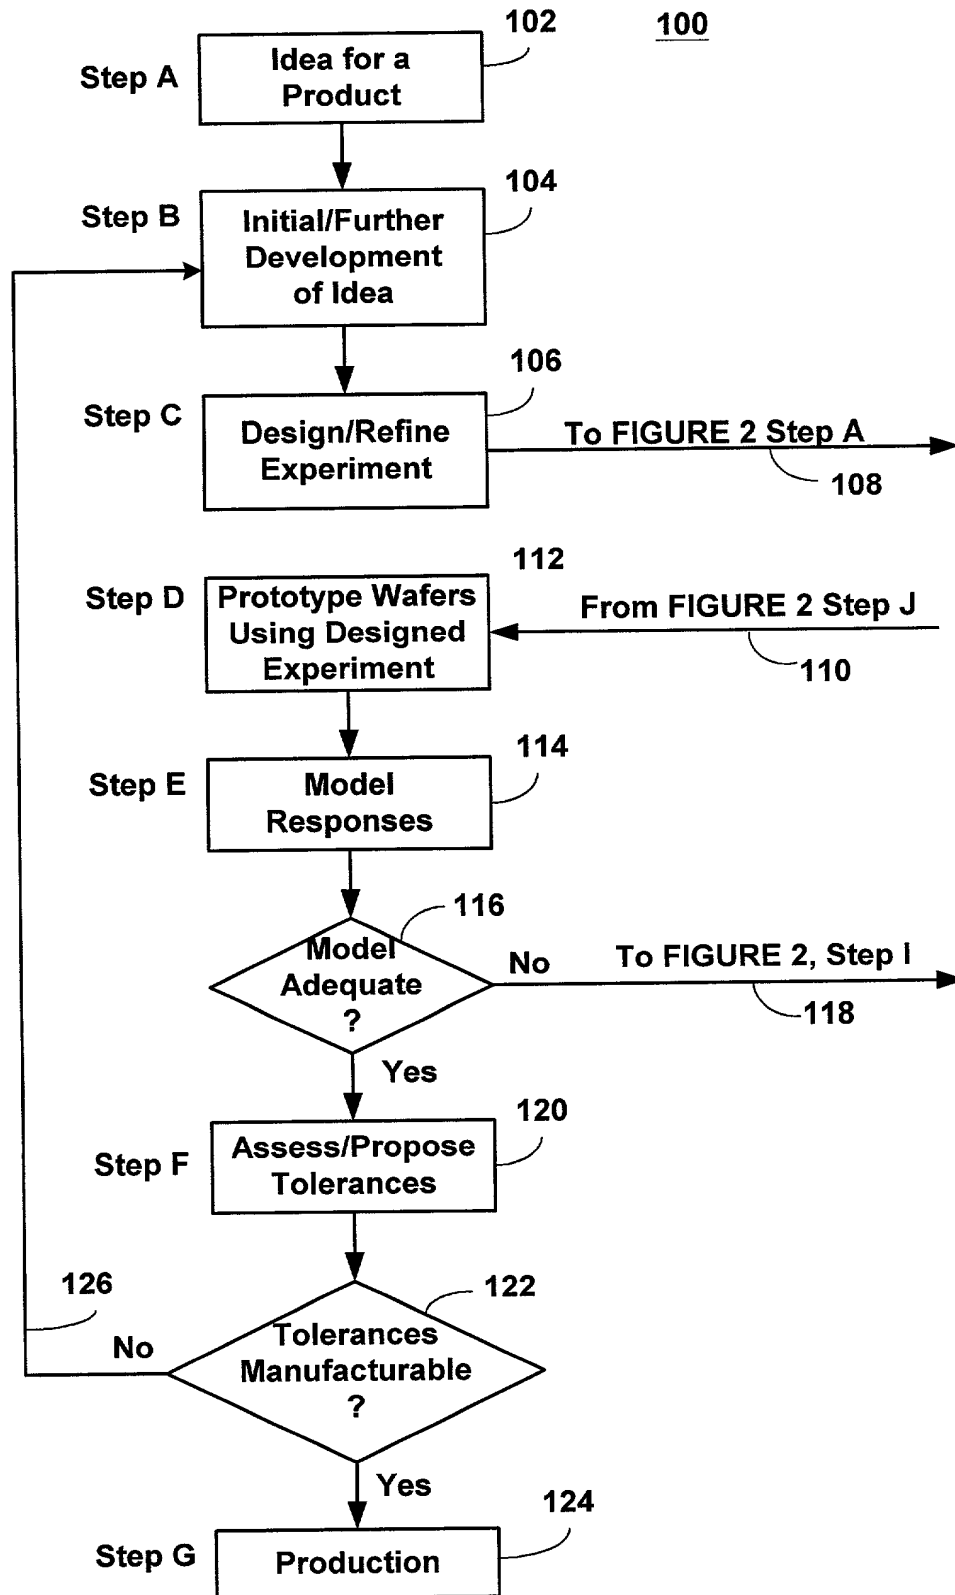 100
102
Step A
Idea for a
Product
104
Step B
Initial/Further
Development
of Idea
106
Step C
Design/Refine
Experiment
To FIGURE 2 Step A
108
112
Step D
Prototype Wafers
Using Designed
Experiment
From FIGURE 2 Step J
110
114
Step E
Model
Responses
116
Model
Adequate
?
No
To FIGURE 2, Step I
118
Yes
120
Step F
Assess/Propose
Tolerances
126
122
No
Tolerances
Manufacturable
?
Yes
124
Step G
Production